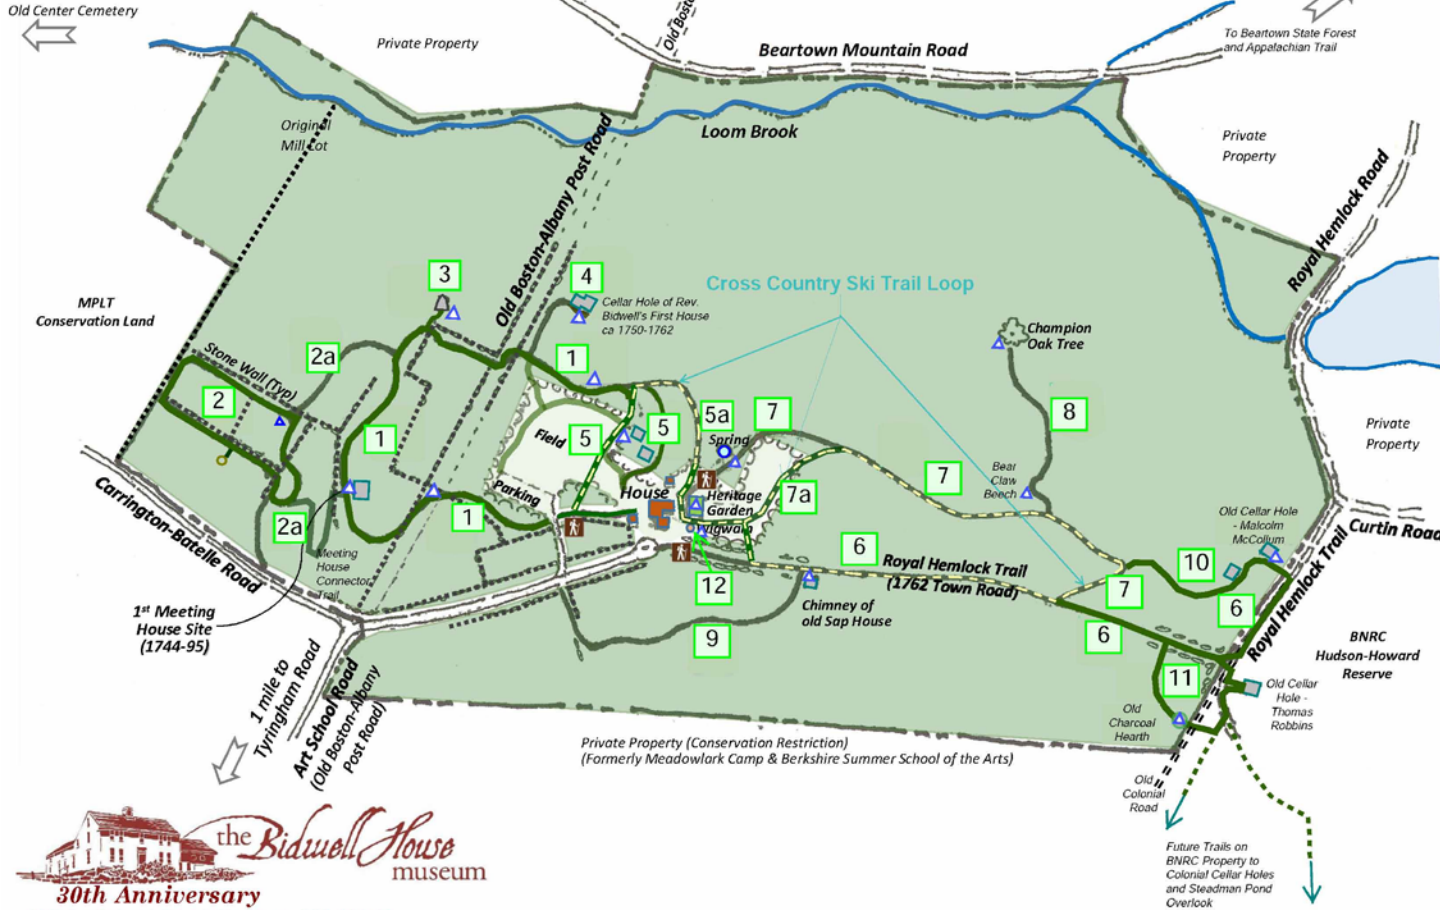 Old Center Cemetery
Private Property
Old Bost
Beartown Mountain Road
To Beartown State Forest
and Appalachian Trail
Original
Mill Lot
Loom Brook
Private
Property
Old Boston-Albany Post Road
Royal Hemlock Road
3
4
Cross Country Ski Trail Loop
MPLT
Conservation Land
Cellar Hole of Rev.
Bidwell's First House
ca 1750-1762
Champion
Oak Tree
Stone Wall (Typ)
2a
1
2
1
Field
5
5
5a
7
8
Spring
Private
Property
Bear
Claw
Beech
7
House
Parking
Heritage
Garden
7a
Wigwam
Carrington-Batelle Road
2a
1
Old Cellar Hole
- Malcolm
McCollum
Curtin Road
Meeting
House
Connector
Trail
6
Royal Hemlock Trail
(1762 Town Road)
10
7
6
12
Chimney of
old Sap House
1st Meeting
House Site
(1744-95)
9
6
Royal Hemlock Trail
BNRC
Hudson-Howard
Reserve
11
Old Cellar
Hole -
Thomas
Robbins
Old
Charcoal
Hearth
1 mile to
Tyringham Road
Art School Road
(Old Boston-Albany
Post Road)
Private Property (Conservation Restriction)
(Formerly Meadowlark Camp & Berkshire Summer School of the Arts)
Old
Colonial
Road
the Bidwell House
museum
30th Anniversary
Future Trails on
BNRC Property to
Colonial Cellar Holes
and Steadman Pond
Overlook